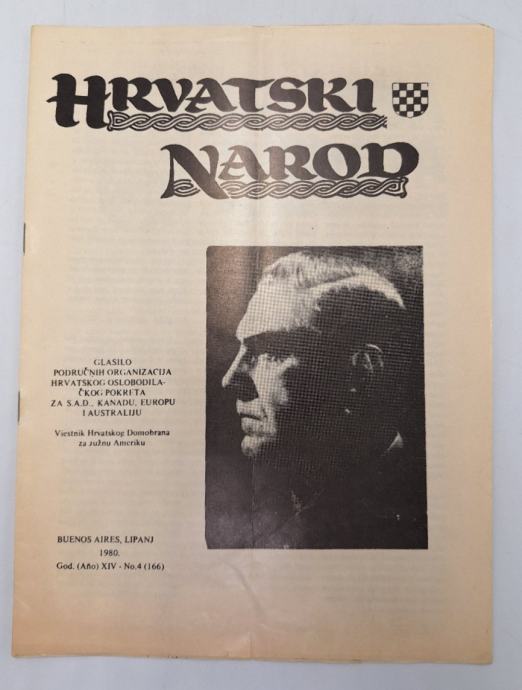 HRVATSKI
NAROD
GLASILO
PODRUČNIH ORGANIZACIJA
HRVATSKOG OSLOBODILA-
ČKOG POKRETA
ZA S.A.D., KANADU, EUROPU
I AUSTRALIJU
Vjestnik Hrvatskog Domobrana
za Južnu Ameriku
BUENOS AIRES, LIPANJ
1980.
God. (Año) XIV - No.4 (166)